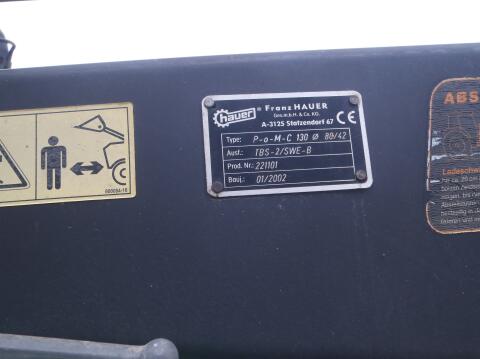 hauer
® Franz HAUER
Ges.m.b.H. & Co. KG.
A-3125 Statzendorf 67 CE
Type: P-o-M-C 130 Ø 80/42
Ausf.: TBS-2/SWE-B
Prod. Nr.: 221101
Bauj.: 01/2002
ABS
Ladeschw